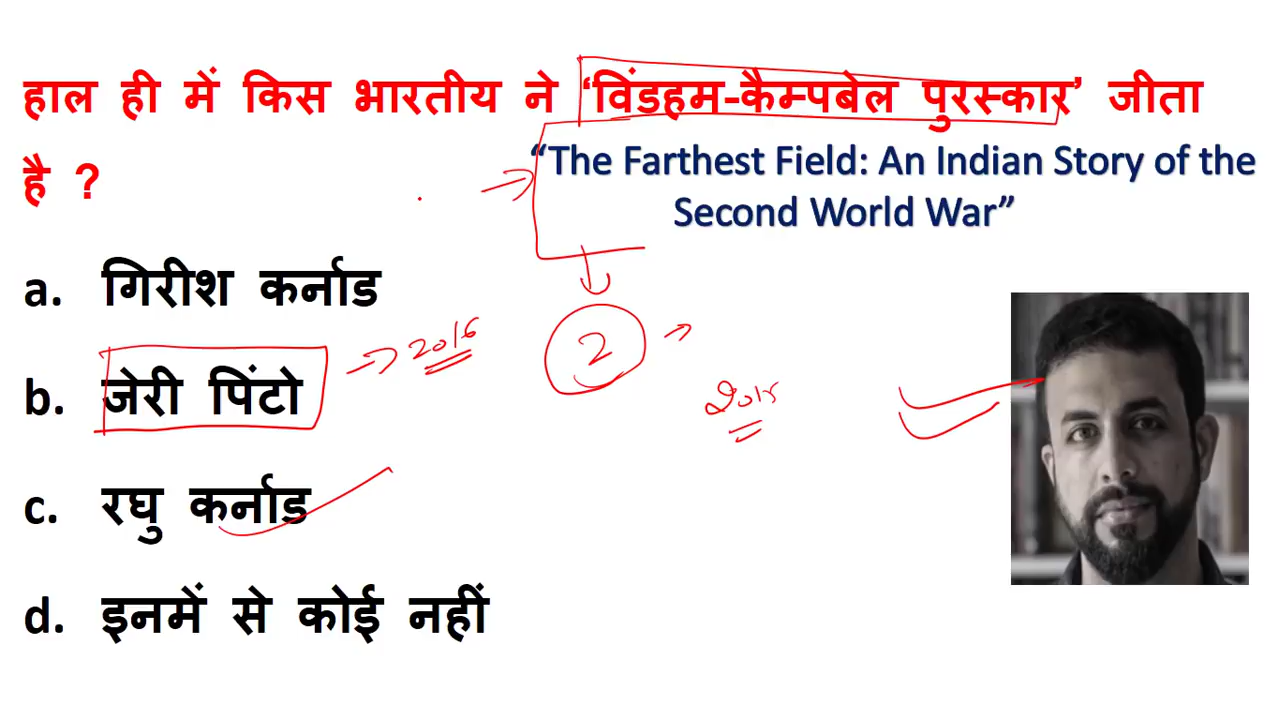 हाल ही में किस भारतीय ने ‘विंडहम-कैम्पबेल पुरस्कार’ जीता
है ?
“The Farthest Field: An Indian Story of the
Second World War”
a. गिरीश कर्नाड
b. जेरी पिंटो
2016
2
c. रघु कर्नाड
d. इनमें से कोई नहीं